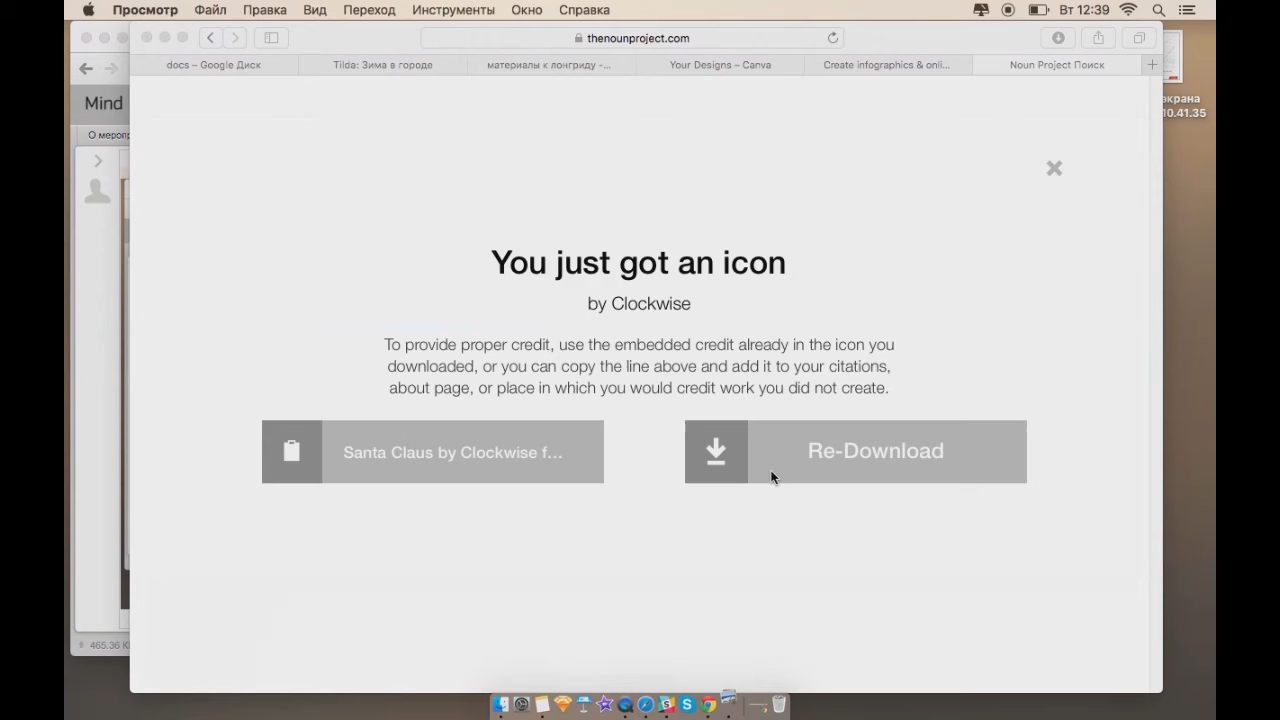 Просмотр Файл Правка Вид Переход Инструменты Окно Справка Вт 12:39
thenounproject.com
docs – Google Диск Tilda: Зима в городе материалы к лонгриду -... Your Designs – Canva Create infographics & onli... Noun Project Поиск
экрана
10.41.35
Mind
О меропр
You just got an icon
by Clockwise
To provide proper credit, use the embedded credit already in the icon you
downloaded, or you can copy the line above and add it to your citations,
about page, or place in which you would credit work you did not create.
Santa Claus by Clockwise f...
Re-Download
465.36 K